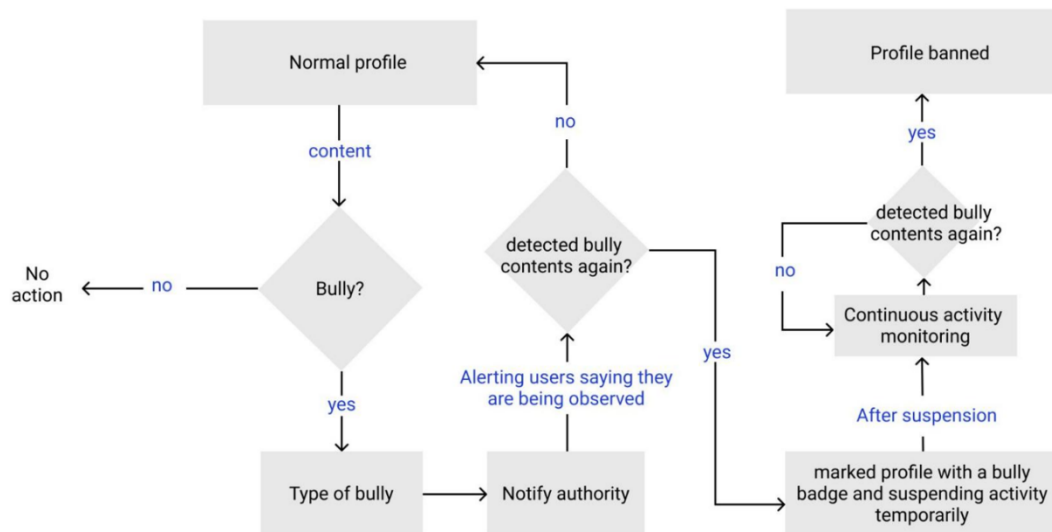 Normal profile
content
Bully?
no
No
action
yes
Type of bully
Notify authority
Alerting users saying they
are being observed
detected bully
contents again?
no
yes
marked profile with a bully
badge and suspending activity
temporarily
After suspension
Continuous activity
monitoring
detected bully
contents again?
no
yes
Profile banned